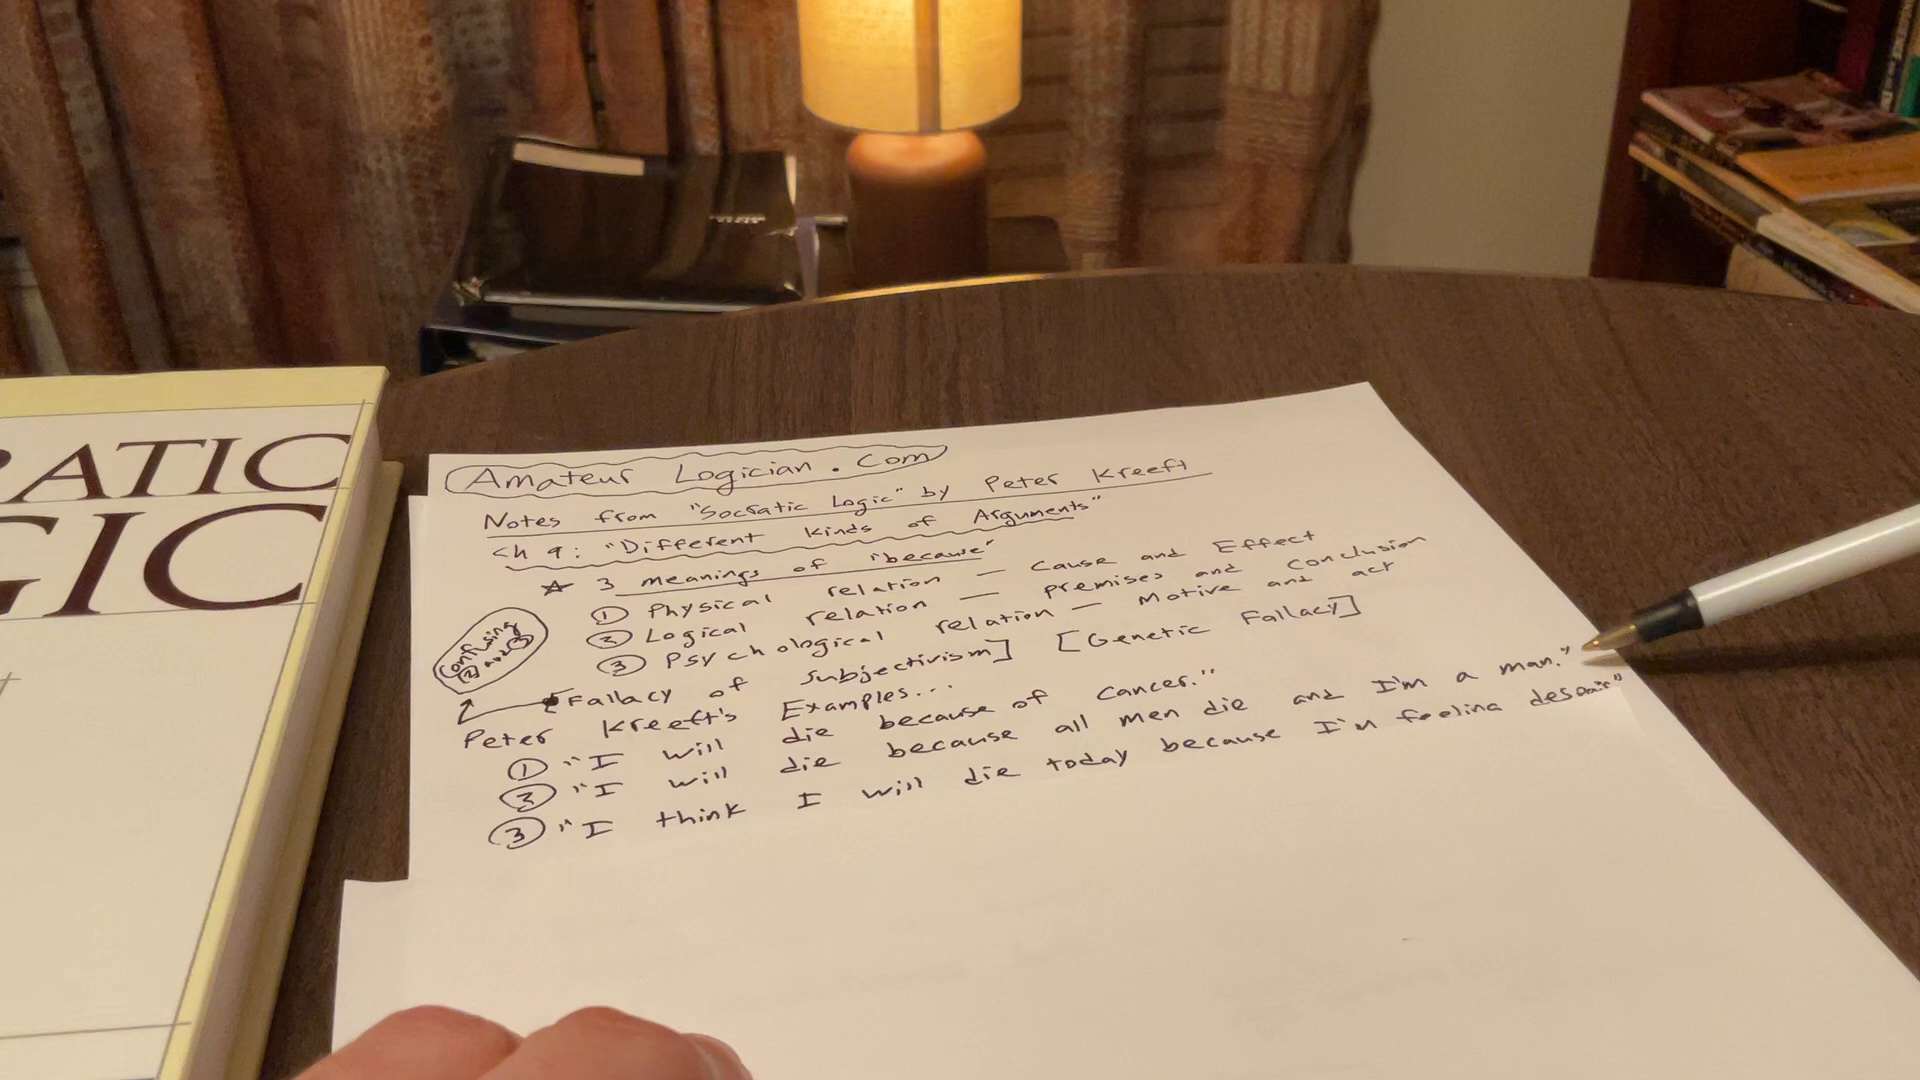 RATIC
GIC
Amateur Logician.Com
Notes from "Socratic Logic" by Peter Kreeft
Ch 9: "Different Kinds of Arguments"
☆ 3 meanings of "because"
① Physical relation — Cause and Effect
② Logical relation — premises and conclusion
③ Psychological relation — Motive and act
Confusing ② and ③
[Fallacy of Subjectivism] [Genetic Fallacy]
Peter Kreeft's Examples...
① "I will die because of cancer."
② "I will die because all men die and I'm a man."
③ "I think I will die today because I'm feeling despair"